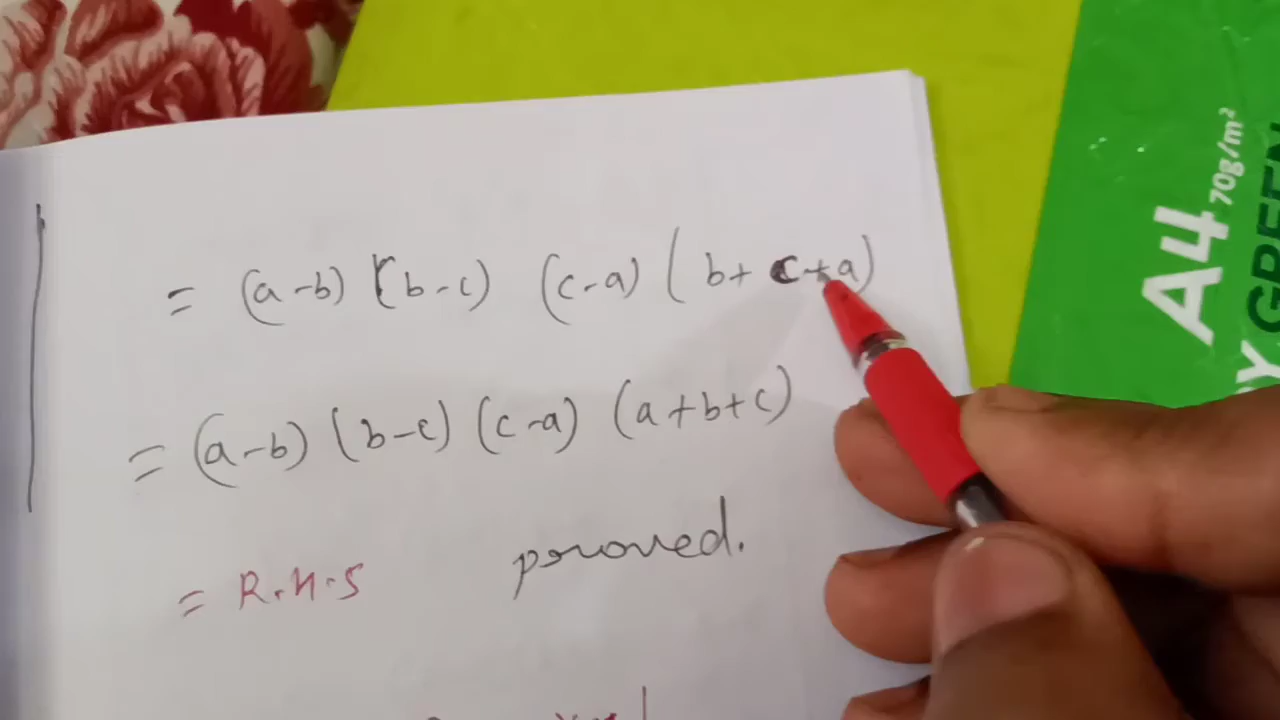 = (a-b) (b-c) (c-a) (b+c+a)
= (a-b) (b-c) (c-a) (a+b+c)
= R.H.S proved.
A4 70g/m²
GREEN